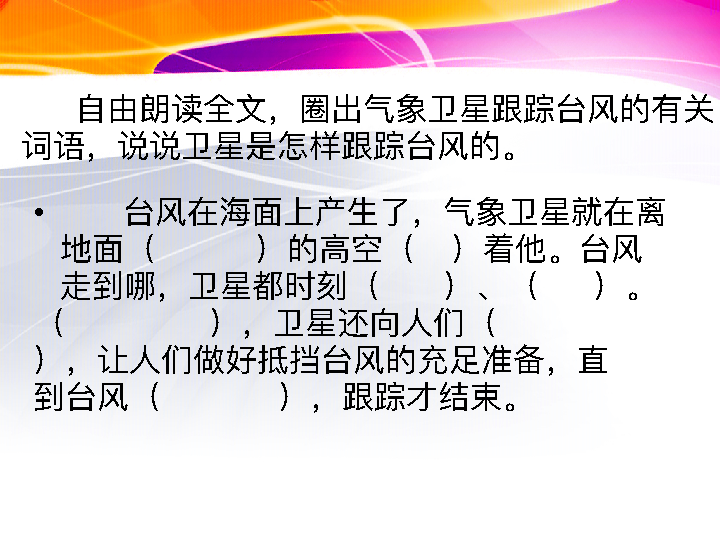 自由朗读全文，圈出气象卫星跟踪台风的有关
词语，说说卫星是怎样跟踪台风的。
• 台风在海面上产生了，气象卫星就在离
地面（　　　）的高空（　）着他。台风
走到哪，卫星都时刻（　　）、（　　）。
（　　　　　），卫星还向人们（
），让人们做好抵挡台风的充足准备，直
到台风（　　　　），跟踪才结束。